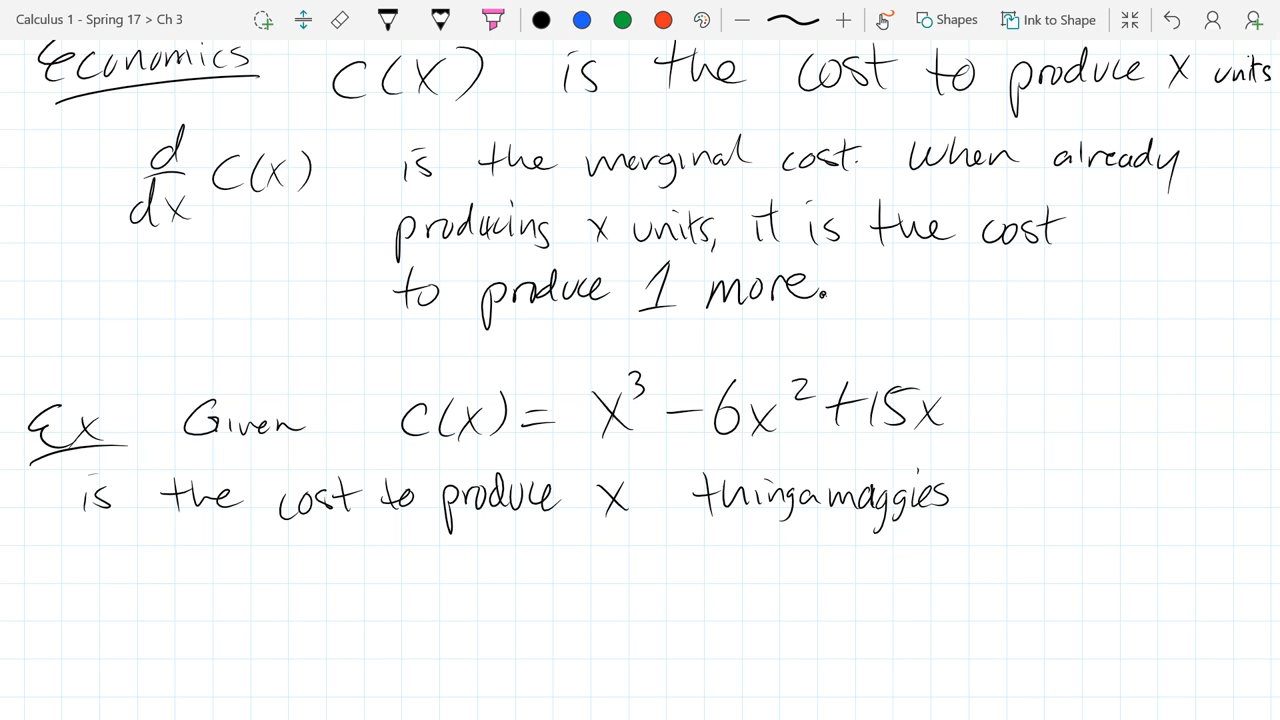 Calculus 1 - Spring 17 > Ch 3
Shapes
Ink to Shape
Economics C(X) is the cost to produce X units
d/dx C(x) is the merginal cost. When already
producing x units, it is the cost
to produce 1 more.
Ex Given C(x) = X³ - 6x² + 15x
is the cost to produce X thingamaggies